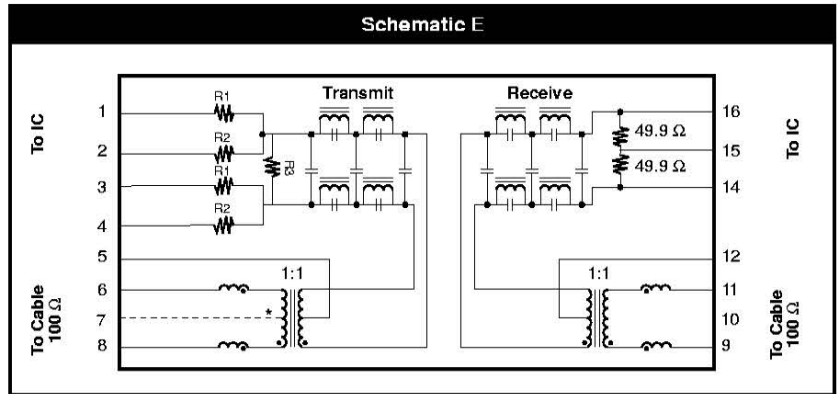 Schematic E
Transmit
Receive
To IC
1
R1
2
R2
R3
3
R1
4
R2
5
To Cable
100 Ω
6
1:1
7
*
8
16
49.9 Ω
15
49.9 Ω
14
To IC
12
1:1
11
10
9
To Cable
100 Ω